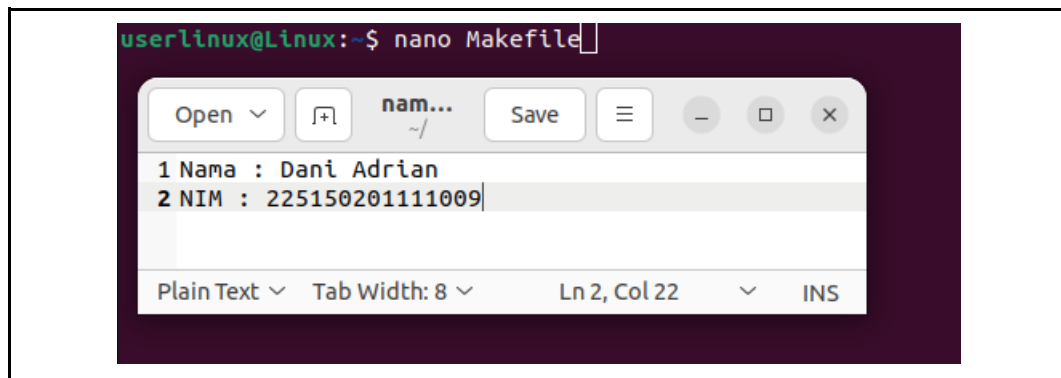 userlinux@Linux:~$ nano Makefile
Open
nam...
~/
Save
1 Nama : Dani Adrian
2 NIM : 225150201111009
Plain Text Tab Width: 8 Ln 2, Col 22 INS